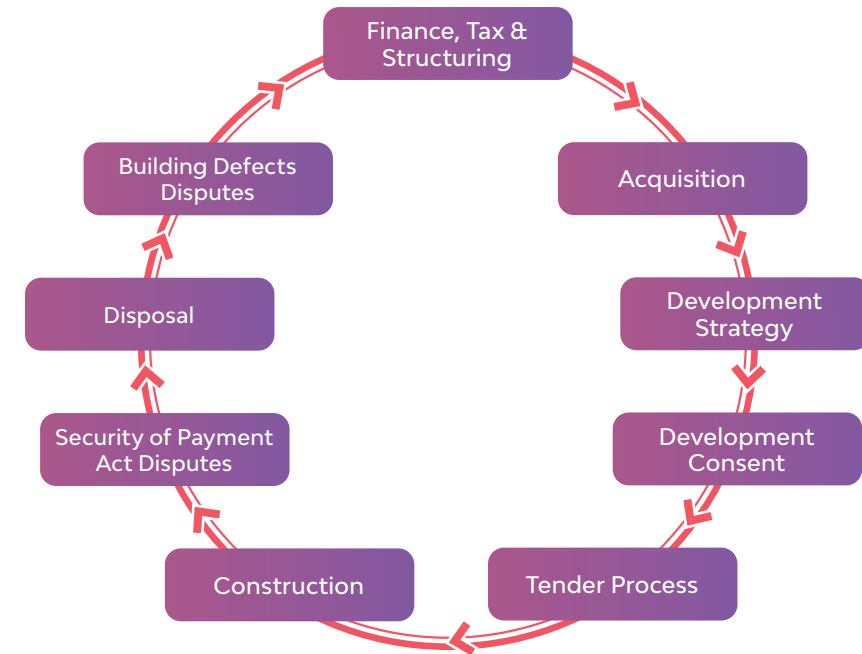 Finance, Tax &
Structuring
Acquisition
Development
Strategy
Development
Consent
Tender Process
Construction
Security of Payment
Act Disputes
Disposal
Building Defects
Disputes